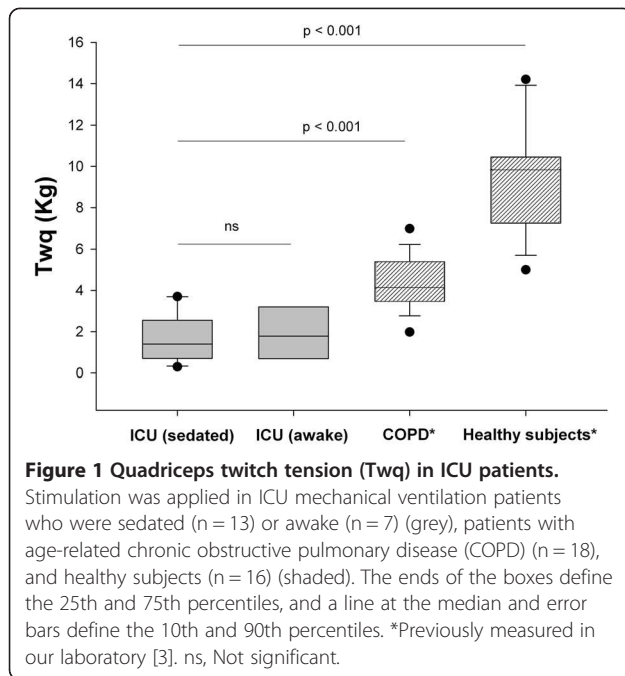 p < 0.001
p < 0.001
ns
Twq (Kg)
16
14
12
10
8
6
4
2
0
ICU (sedated) ICU (awake) COPD* Healthy subjects*
Figure 1 Quadriceps twitch tension (Twq) in ICU patients.
Stimulation was applied in ICU mechanical ventilation patients
who were sedated (n = 13) or awake (n = 7) (grey), patients with
age-related chronic obstructive pulmonary disease (COPD) (n = 18),
and healthy subjects (n = 16) (shaded). The ends of the boxes define
the 25th and 75th percentiles, and a line at the median and error
bars define the 10th and 90th percentiles. *Previously measured in
our laboratory [3]. ns, Not significant.